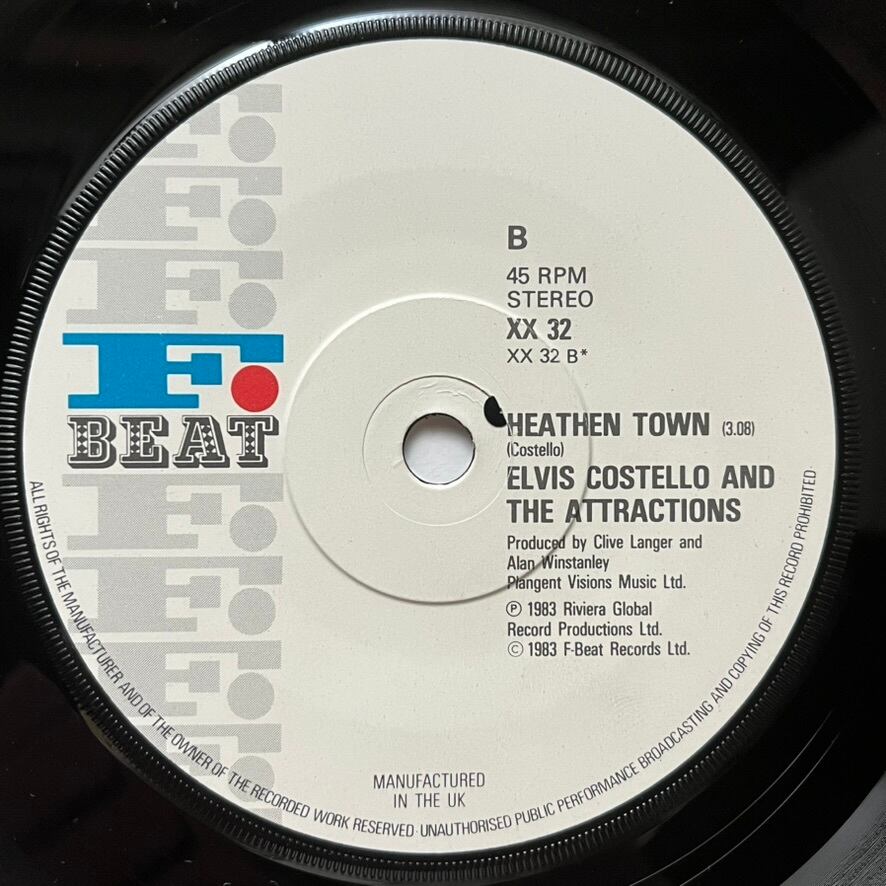 F.
BEAT
B
45 RPM
STEREO
XX 32
XX 32 B*
HEATHEN TOWN (3.08)
(Costello)
ELVIS COSTELLO AND
THE ATTRACTIONS
Produced by Clive Langer and
Alan Winstanley
Plangent Visions Music Ltd.
Ⓟ 1983 Riviera Global
Record Productions Ltd.
© 1983 F-Beat Records Ltd.
MANUFACTURED
IN THE UK
ALL RIGHTS OF THE MANUFACTURER AND OF THE OWNER OF THE RECORDED WORK RESERVED · UNAUTHORISED PUBLIC PERFORMANCE BROADCASTING AND COPYING OF THIS RECORD PROHIBITED